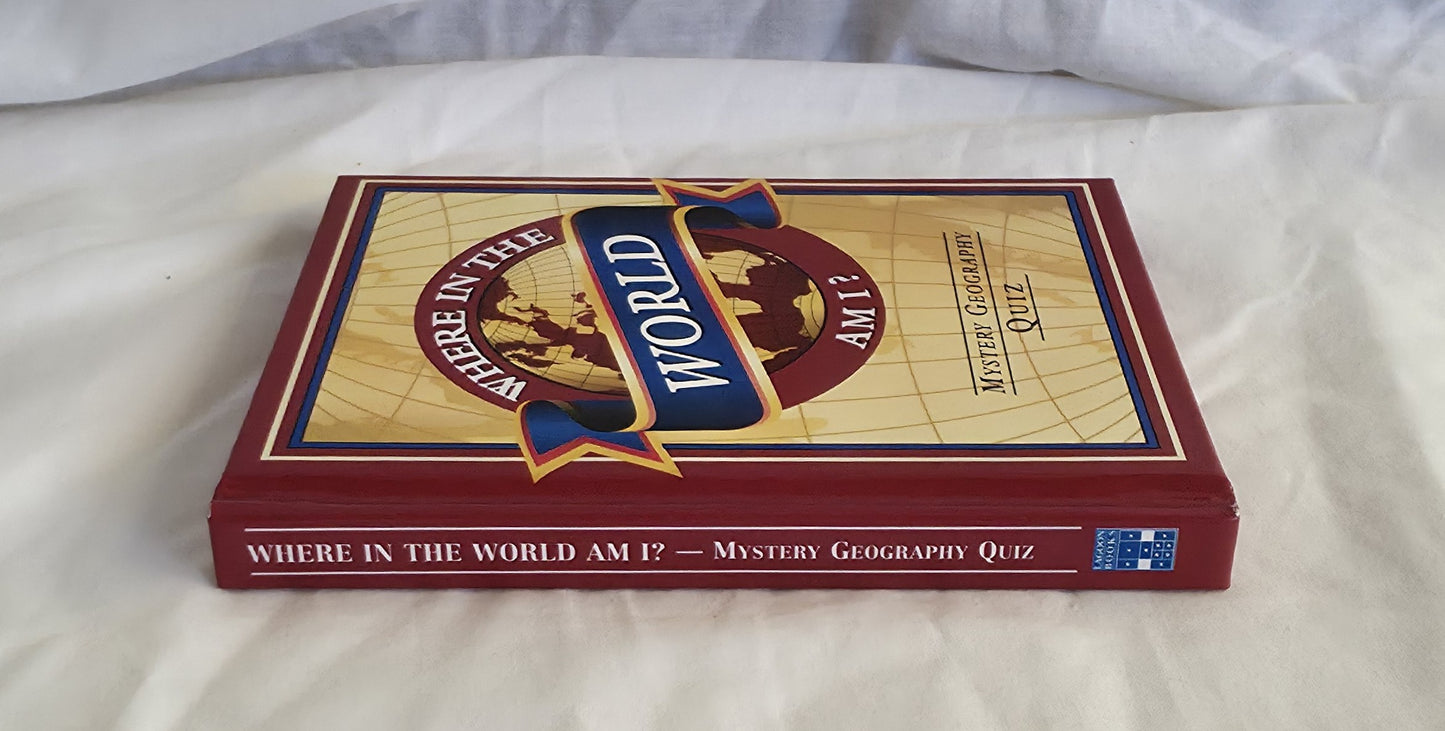 WHERE IN THE
WORLD
AM I?
MYSTERY GEOGRAPHY
QUIZ
WHERE IN THE WORLD AM I? — MYSTERY GEOGRAPHY QUIZ
LAGOON
BOOKS